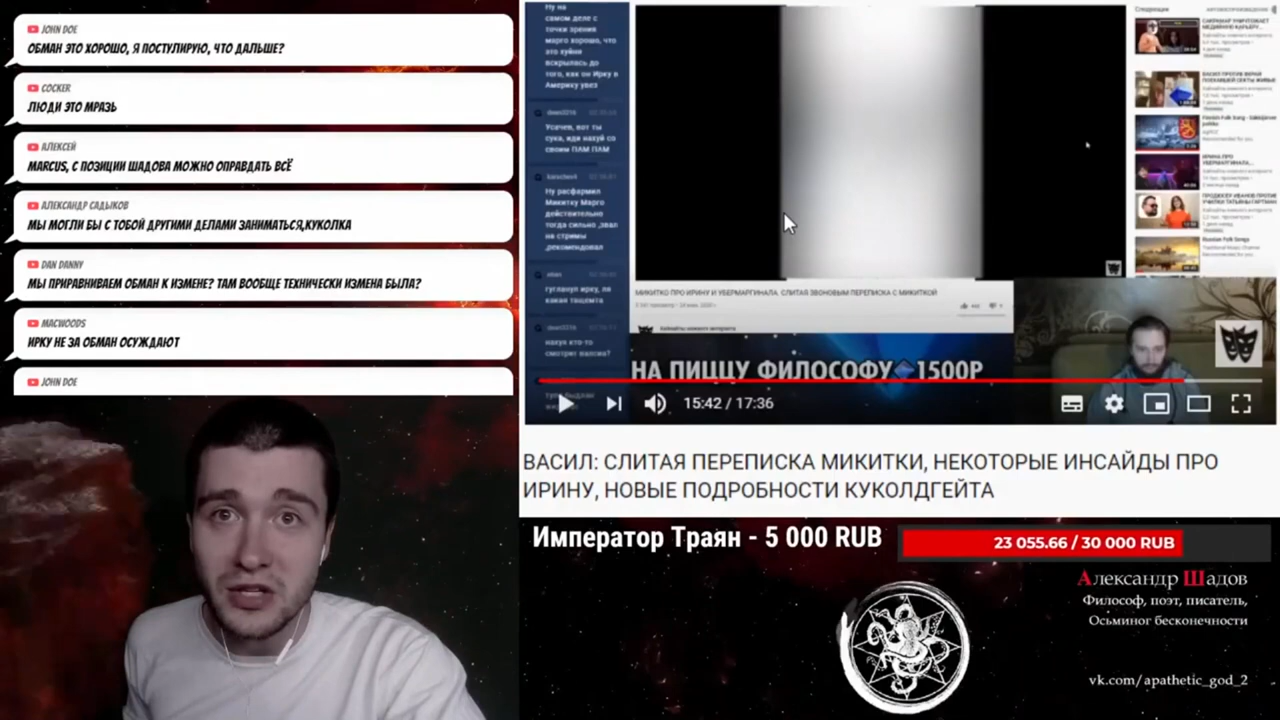 JOHN DOE
ОБМАН ЭТО ХОРОШО, Я ПОСТУЛИРУЮ, ЧТО ДАЛЬШЕ?
COCKER
ЛЮДИ ЭТО МРАЗЬ
АЛЕКСЕЙ
MARCUS, С ПОЗИЦИИ ШАДОВА МОЖНО ОПРАВДАТЬ ВСЁ
АЛЕКСАНДР САДЫКОВ
МЫ МОГЛИ БЫ С ТОБОЙ ДРУГИМИ ДЕЛАМИ ЗАНИМАТЬСЯ,КУКОЛКА
DAN DANNY
МЫ ПРИРАВНИВАЕМ ОБМАН К ИЗМЕНЕ? ТАМ ВООБЩЕ ТЕХНИЧЕСКИ ИЗМЕНА БЫЛА?
MACWOODS
ИРКУ НЕ ЗА ОБМАН ОСУЖДАЮТ
JOHN DOE
Ну на
самом деле с
точки зрения
марго хорошо, что
это хуйня
вскрылась до
того, как он Ирку в
Америку увез
Усачев, вот ты
сука, иди нахуй со
своим ПАМ ПАМ
Ну расфармил
Микитку Марго
действительно
тогда сильно ,звал
на стримы
,рекомендовал
гугланул ирку, ля
какая тащемта
нахуя кто-то
смотрит
МИКИТКО ПРО ИРИНУ И УБЕРМАРГИНАЛА. СЛИТАЯ ЗВОНОВЫМ ПЕРЕПИСКА С МИКИТКОЙ
НА ПИЦЦУ ФИЛОСОФУ 1500Р
15:42 / 17:36
ВАСИЛ: СЛИТАЯ ПЕРЕПИСКА МИКИТКИ, НЕКОТОРЫЕ ИНСАЙДЫ ПРО
ИРИНУ, НОВЫЕ ПОДРОБНОСТИ КУКОЛДГЕЙТА
Император Траян - 5 000 RUB
23 055.66 / 30 000 RUB
Александр Шадов
Философ, поэт, писатель,
Осьминог бесконечности
vk.com/apathetic_god_2